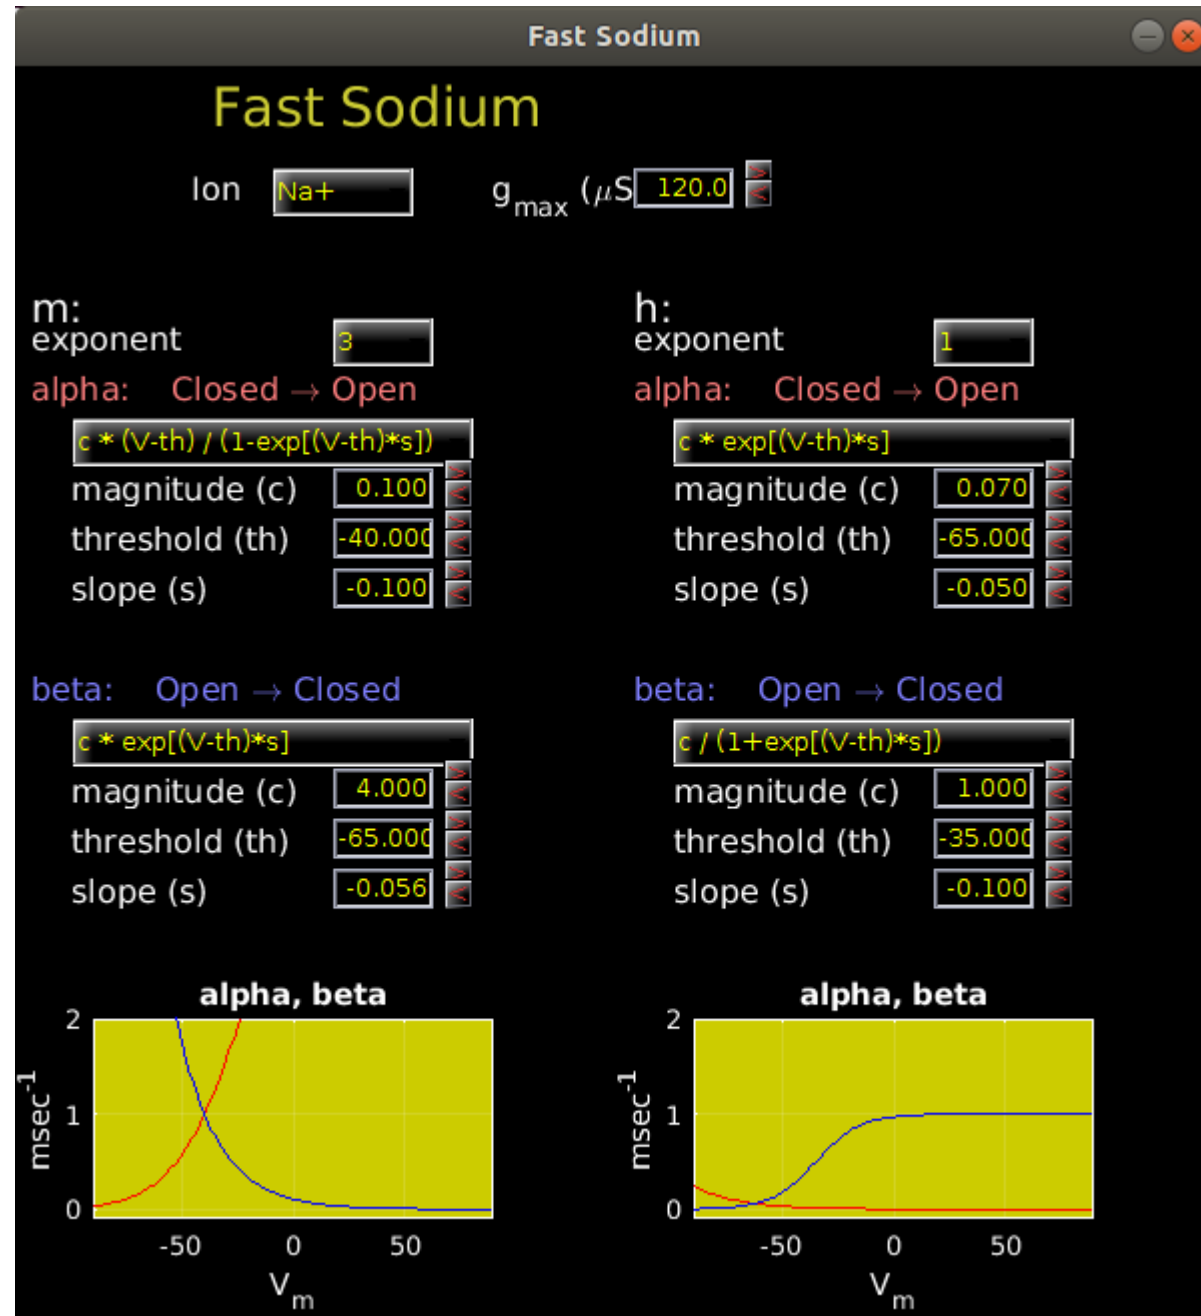 Fast Sodium
Fast Sodium
Ion Na+ g_max (μS 120.0 > <
m: h:
exponent 3 exponent 1
alpha: Closed → Open alpha: Closed → Open
c * (V-th) / (1-exp[(V-th)*s]) c * exp[(V-th)*s]
magnitude (c) 0.100 > < magnitude (c) 0.070 > <
threshold (th) -40.000 > < threshold (th) -65.000 > <
slope (s) -0.100 > < slope (s) -0.050 > <
beta: Open → Closed beta: Open → Closed
c * exp[(V-th)*s] c / (1+exp[(V-th)*s])
magnitude (c) 4.000 > < magnitude (c) 1.000 > <
threshold (th) -65.000 > < threshold (th) -35.000 > <
slope (s) -0.056 > < slope (s) -0.100 > <
alpha, beta alpha, beta
2 2
msec⁻¹ 1 msec⁻¹ 1
0 0
-50 0 50 -50 0 50
V_m V_m